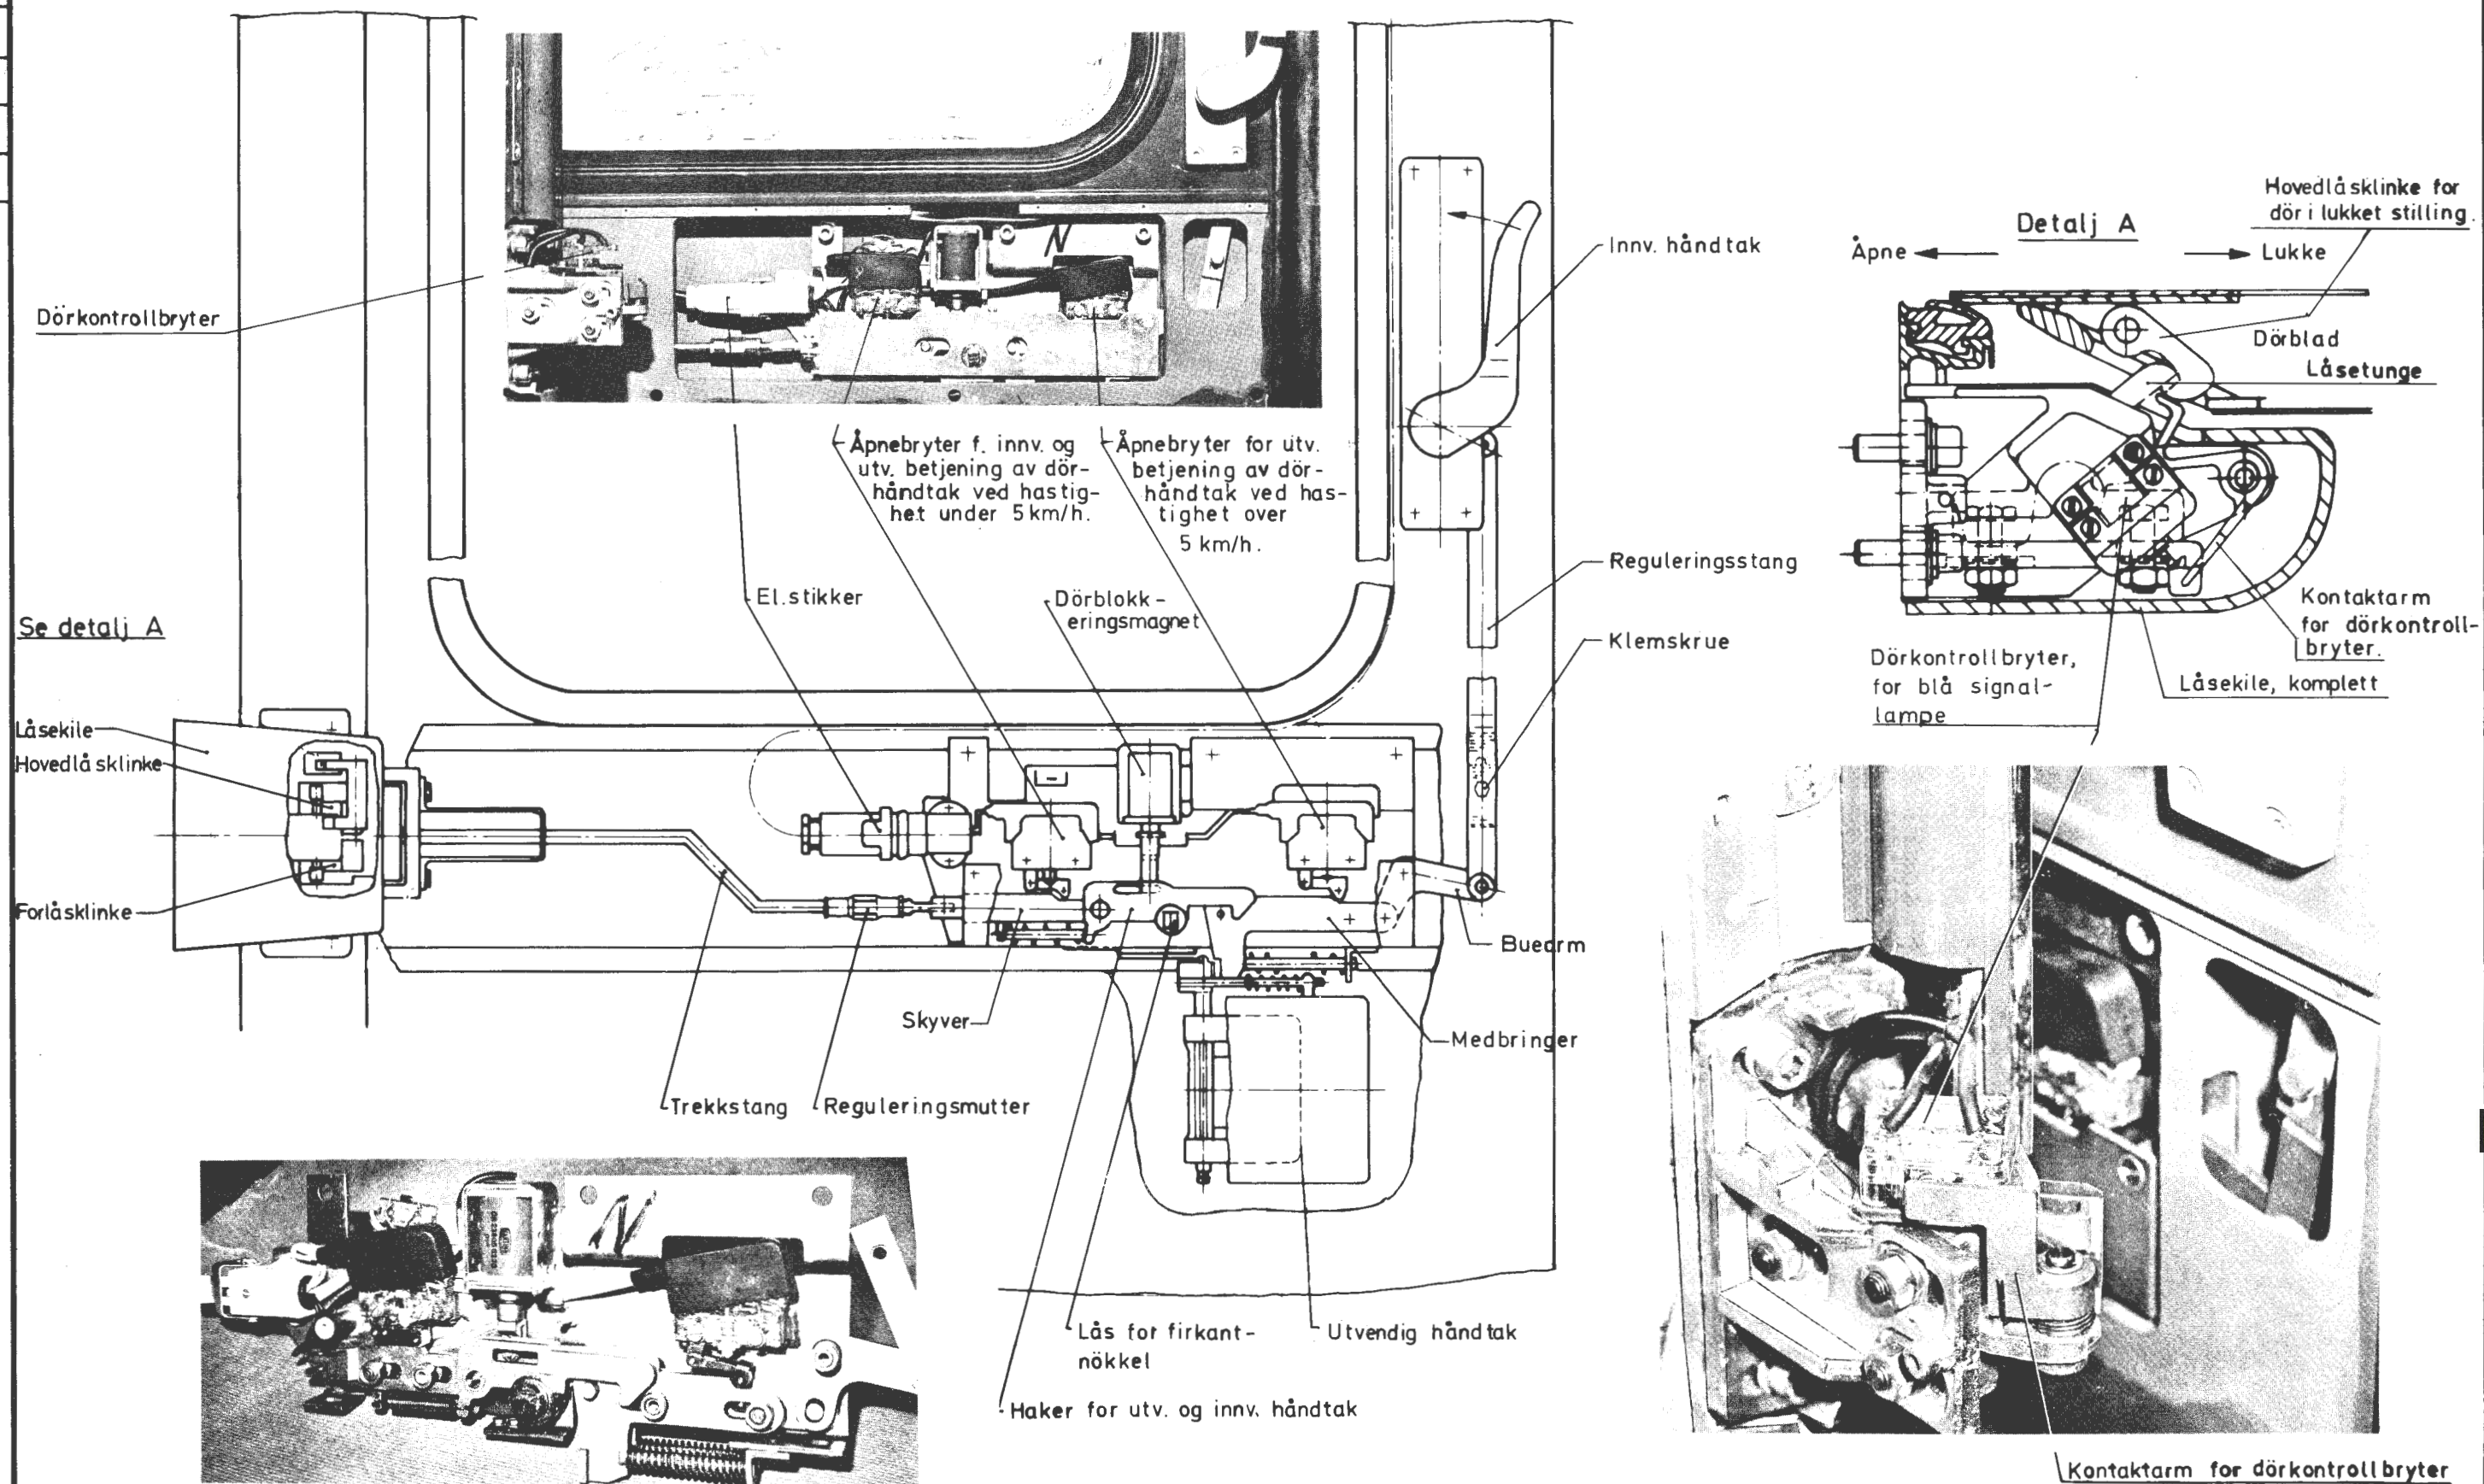 Dörkontrollbryter
Åpnebryter f. innv. og
utv. betjening av dör-
håndtak ved hastig-
het under 5 km/h.
Åpnebryter for utv.
betjening av dör-
håndtak ved has-
tighet over
5 km/h.
El.stikker
Dörblokk-
eringsmagnet
Innv. håndtak
Reguleringsstang
Klemskrue
Se detalj A
Låsekile
Hovedlåsklinke
Forlåsklinke
Buearm
Skyver
Medbringer
Trekkstang
Reguleringsmutter
Lås for firkant-
nökkel
Utvendig håndtak
Haker for utv. og innv. håndtak
Detalj A
Åpne
Lukke
Hovedlåsklinke for
dör i lukket stilling.
Dörblad
Låsetunge
Kontaktarm
for dörkontroll-
bryter.
Dörkontrollbryter,
for blå signal-
lampe
Låsekile, komplett
Kontaktarm for dörkontrollbryter